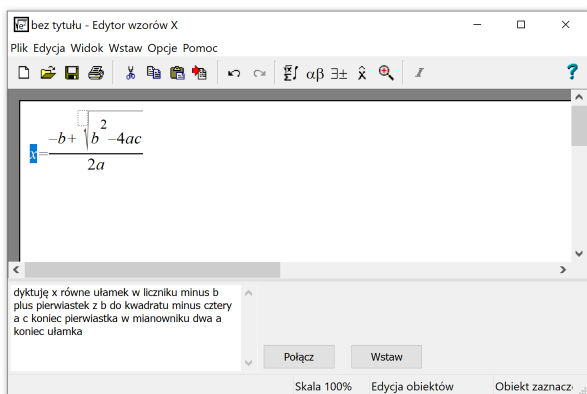 bez tytułu - Edytor wzorów X
Plik Edycja Widok Wstaw Opcje Pomoc
αβ ∃± x̂ I ?
x = −b + √b² −4ac
2a
dyktuję x równe ułamek w liczniku minus b
plus pierwiastek z b do kwadratu minus cztery
a c koniec pierwiastka w mianowniku dwa a
koniec ułamka
Połącz Wstaw
Skala 100% Edycja obiektów Obiekt zaznacz